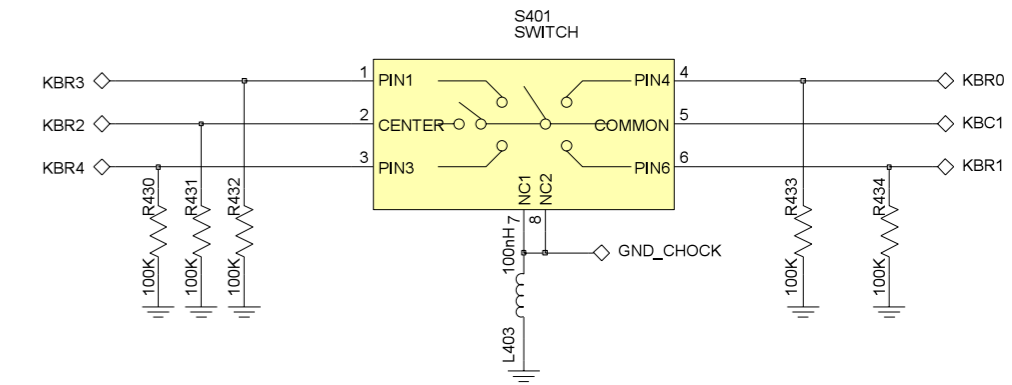 S401
SWITCH
KBR3
1
PIN1
PIN4
4
KBR0
KBR2
2
CENTER
COMMON
5
KBC1
KBR4
3
PIN3
PIN6
6
KBR1
NC1
NC2
7
8
R430
R431
R432
R433
R434
100K
100K
100K
100K
100K
100nH
GND_CHOCK
L403